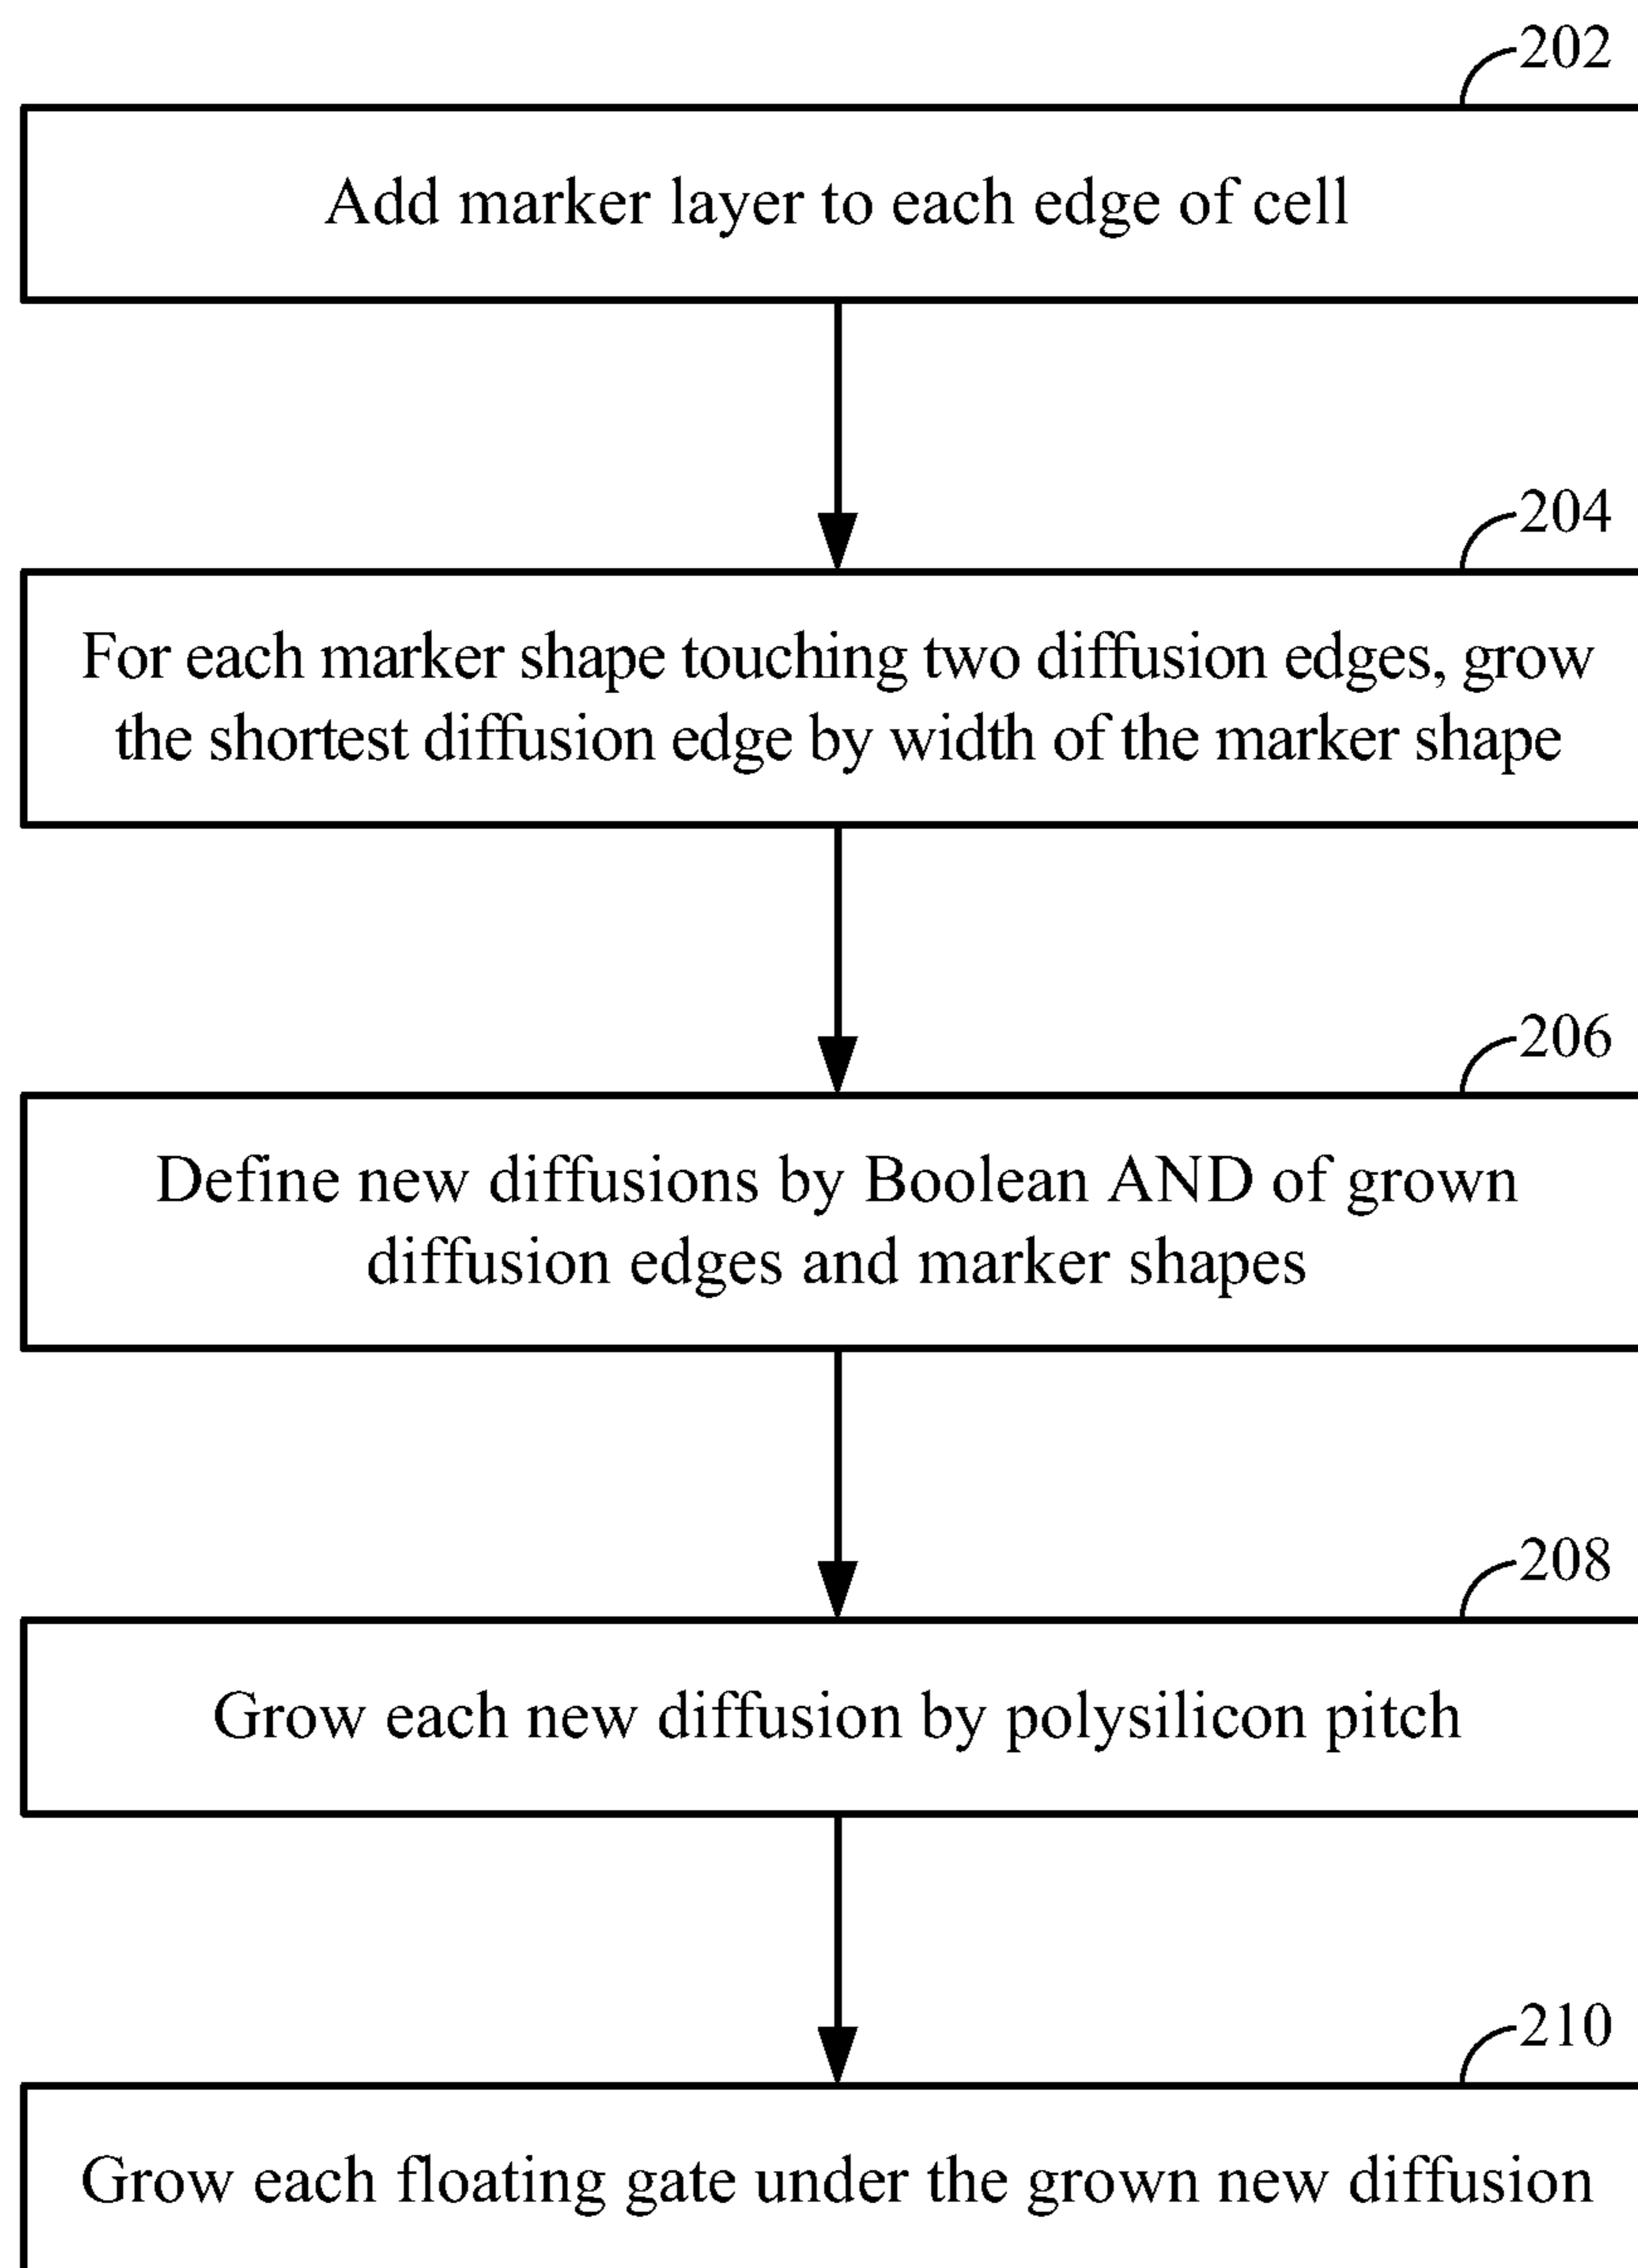 202
Add marker layer to each edge of cell
204
For each marker shape touching two diffusion edges, grow
the shortest diffusion edge by width of the marker shape
206
Define new diffusions by Boolean AND of grown
diffusion edges and marker shapes
208
Grow each new diffusion by polysilicon pitch
210
Grow each floating gate under the grown new diffusion